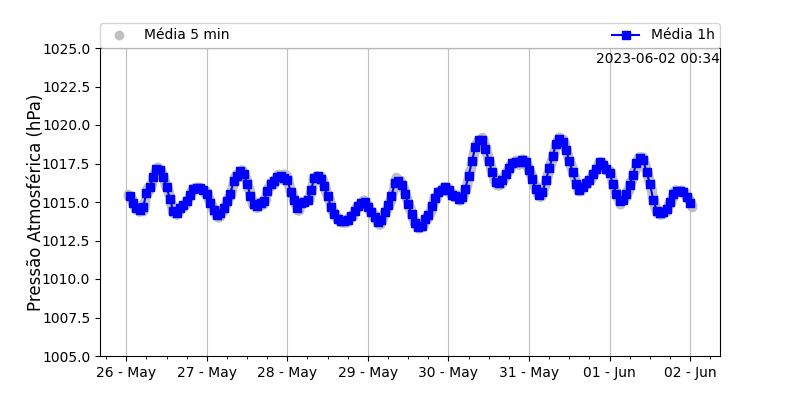 Média 5 min
Média 1h
2023-06-02 00:34
Pressão Atmosférica (hPa)
1025.0
1022.5
1020.0
1017.5
1015.0
1012.5
1010.0
1007.5
1005.0
26 - May
27 - May
28 - May
29 - May
30 - May
31 - May
01 - Jun
02 - Jun